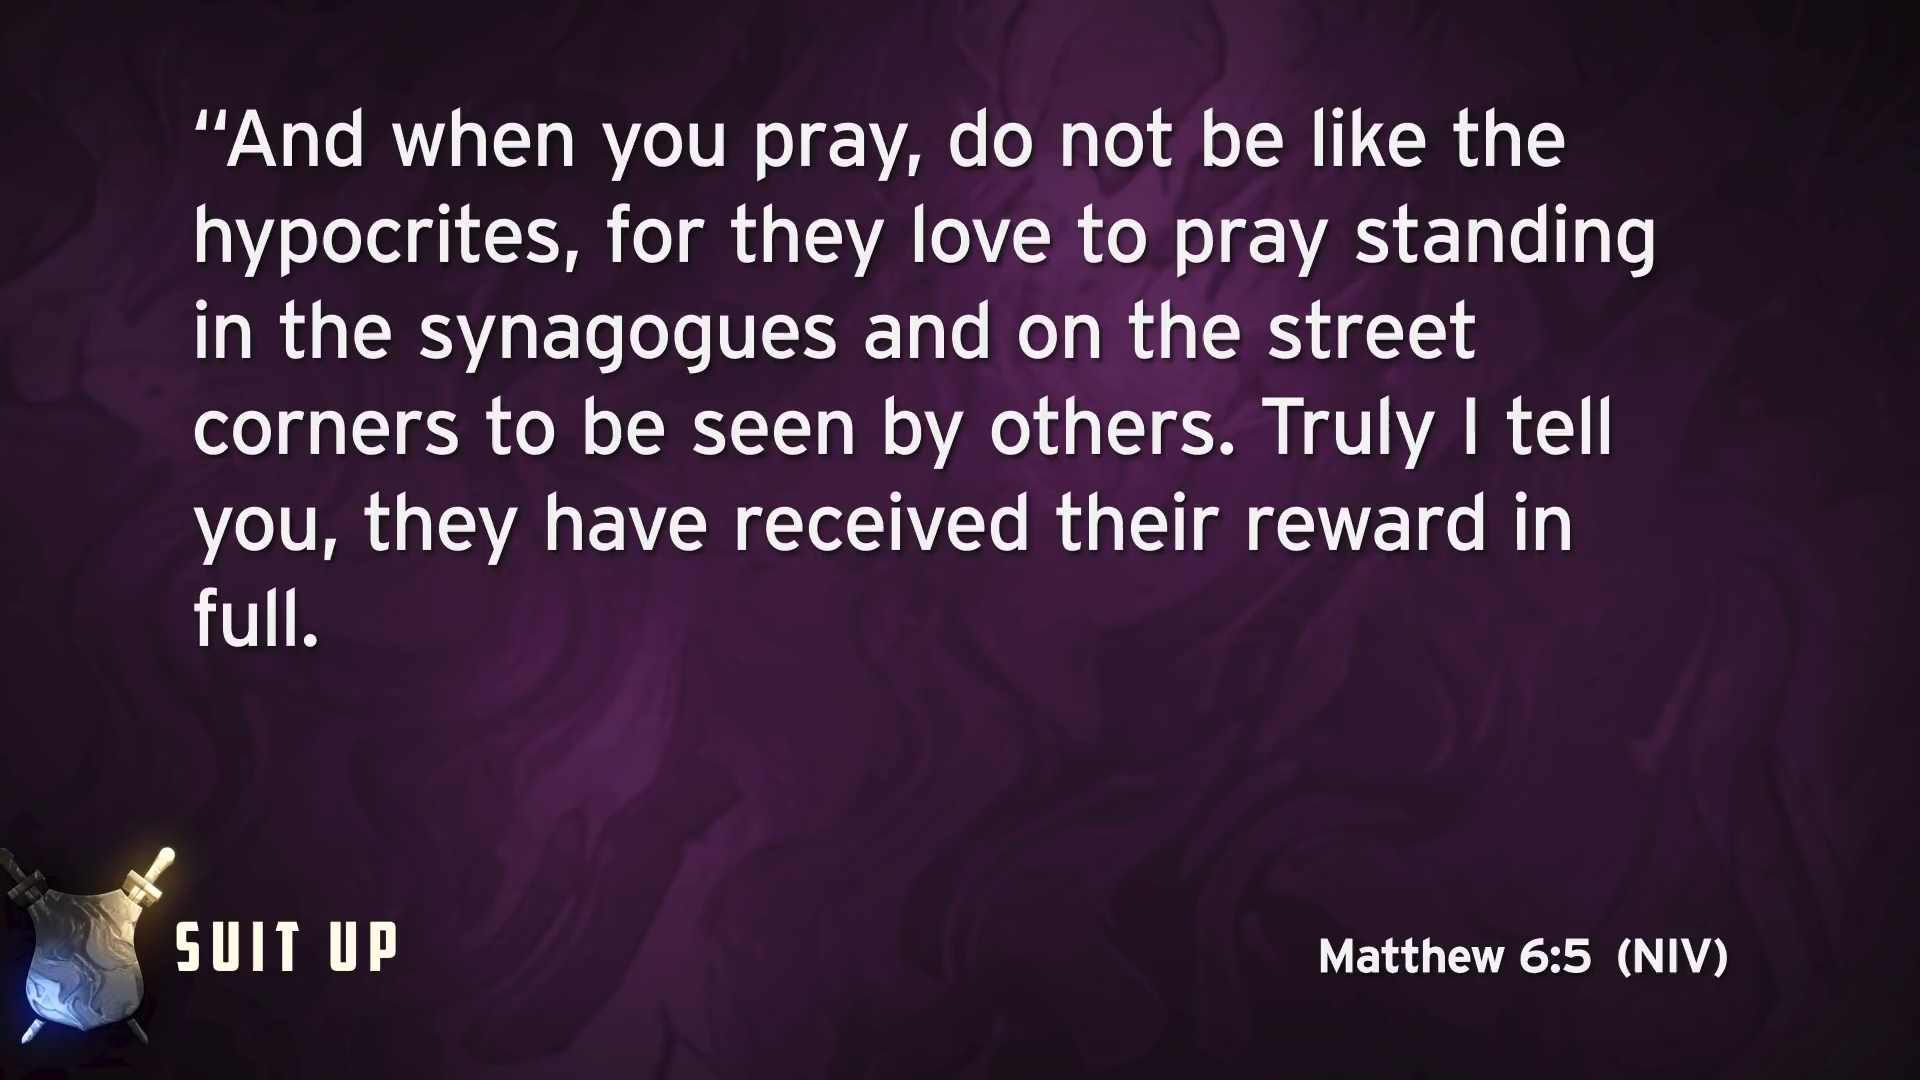 “And when you pray, do not be like the
hypocrites, for they love to pray standing
in the synagogues and on the street
corners to be seen by others. Truly I tell
you, they have received their reward in
full.
SUIT UP
Matthew 6:5 (NIV)